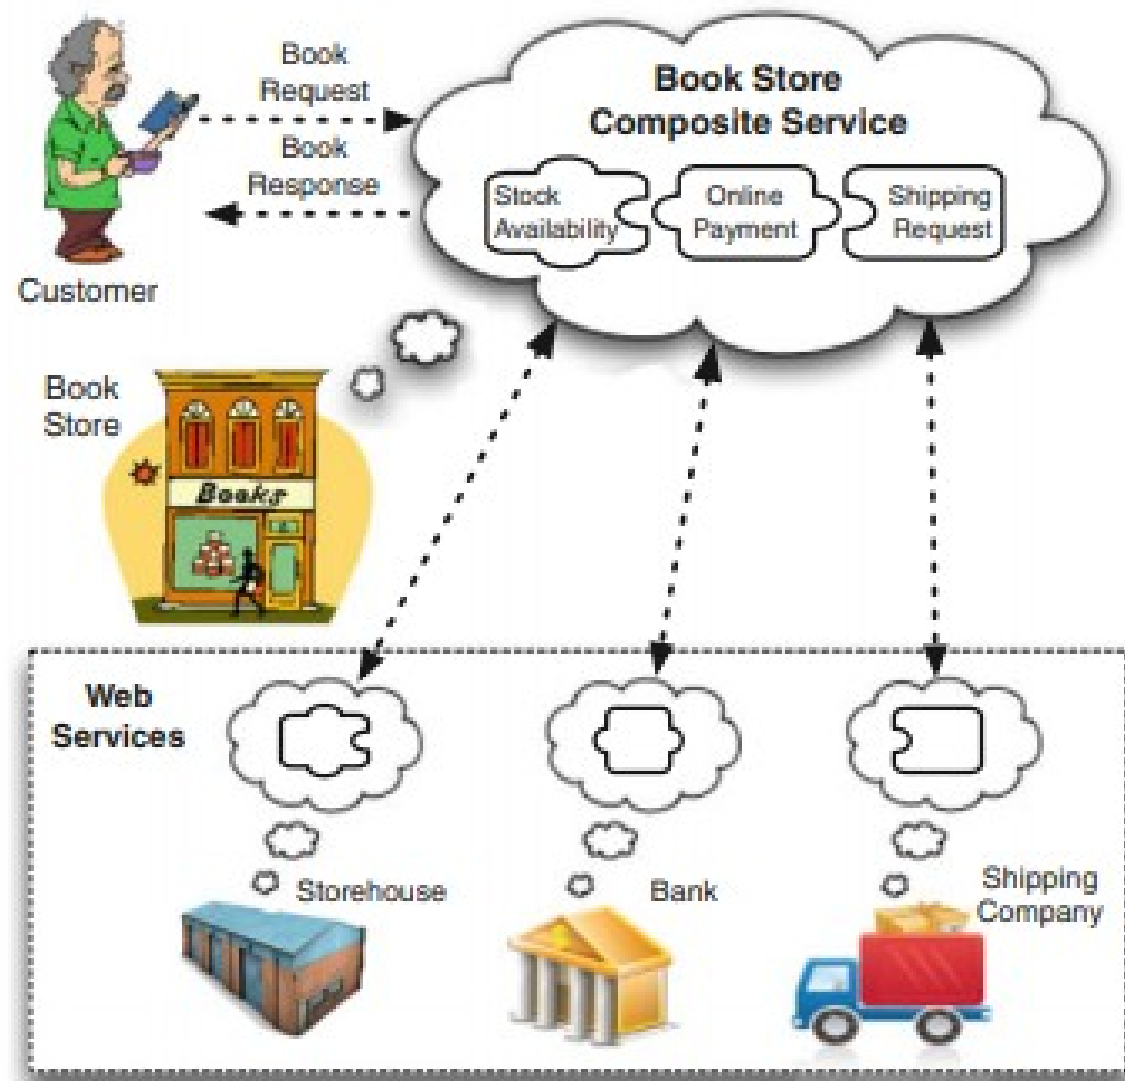 Book
Request
Book
Response
Customer
Book Store
Composite Service
Stock
Availability
Online
Payment
Shipping
Request
Book
Store
Books
Web
Services
Storehouse
Bank
Shipping
Company